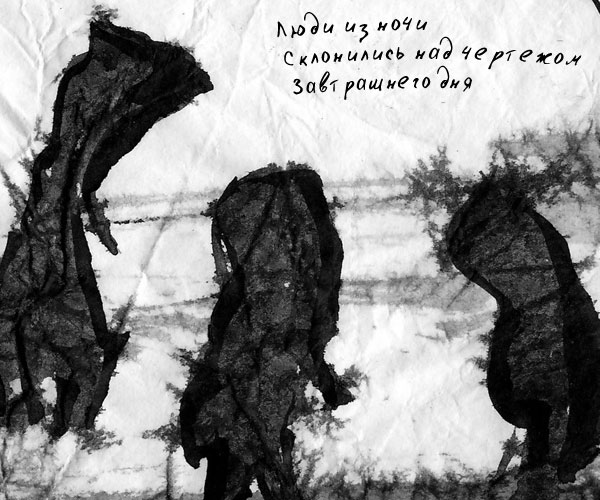 Люди из ночи
Склонились над чертежом
Завтрашнего дня